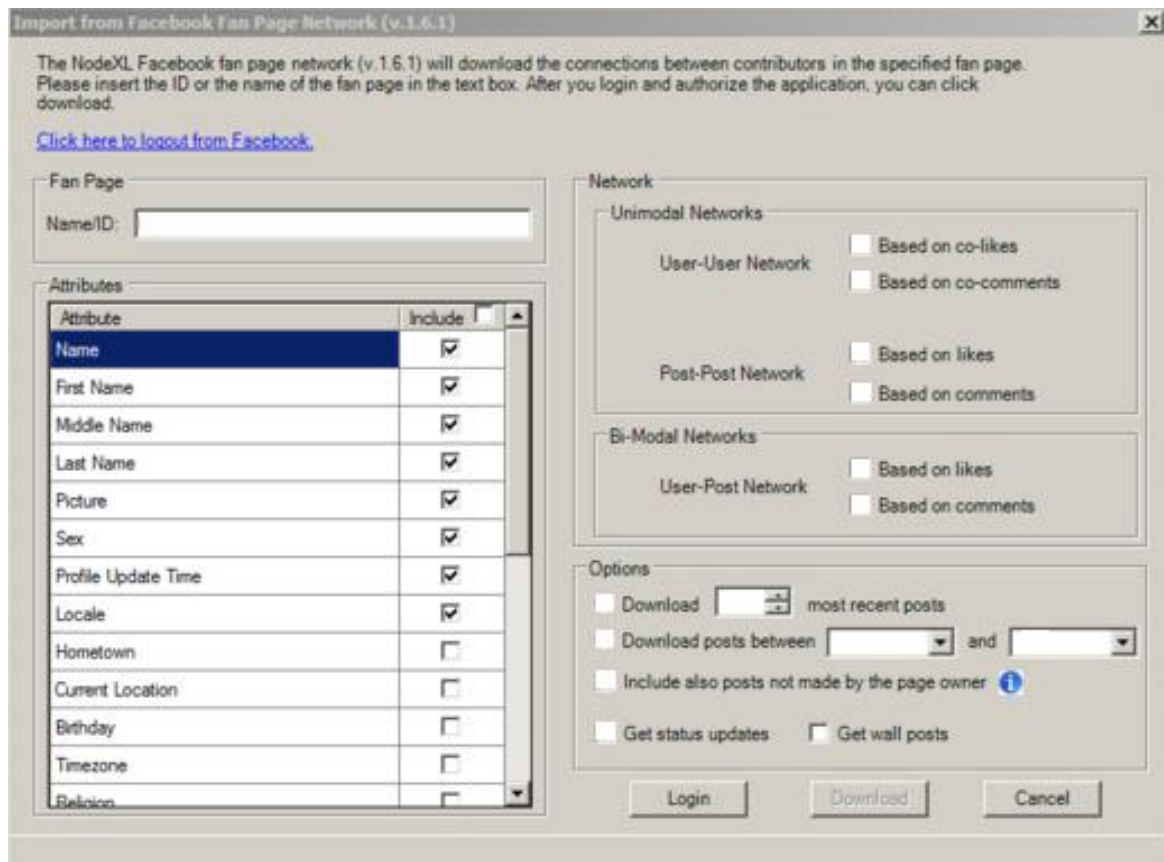 Import from Facebook Fan Page Network (v.1.6.1)
The NodeXL Facebook fan page network (v.1.6.1) will download the connections between contributors in the specified fan page.
Please insert the ID or the name of the fan page in the text box. After you login and authorize the application, you can click
download.
Click here to logout from Facebook.
Fan Page
Name/ID:
Attributes
Attribute Include
Name
First Name
Middle Name
Last Name
Picture
Sex
Profile Update Time
Locale
Hometown
Current Location
Birthday
Timezone
Religion
Network
Unimodal Networks
User-User Network
Based on co-likes
Based on co-comments
Post-Post Network
Based on likes
Based on comments
Bi-Modal Networks
User-Post Network
Based on likes
Based on comments
Options
Download most recent posts
Download posts between and
Include also posts not made by the page owner
Get status updates Get wall posts
Login Download Cancel